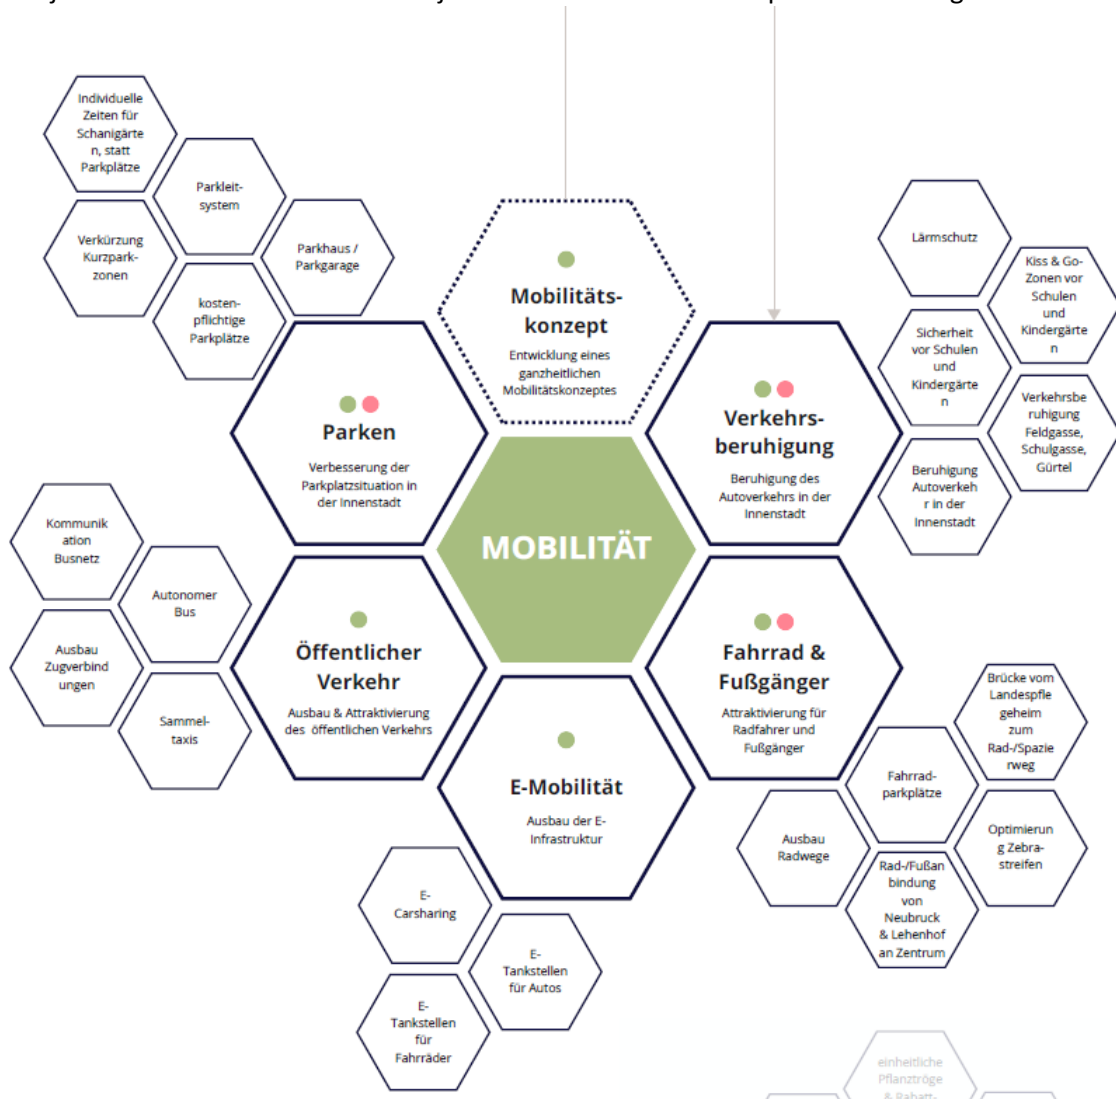 Individuelle
Zeiten für
Schanigärte
n, statt
Parkplätze
Parkleit-
system
Verkürzung
Kurzpark-
zonen
Parkhaus /
Parkgarage
kosten-
pflichtige
Parkplätze
Mobilitäts-
konzept
Entwicklung eines
ganzheitlichen
Mobilitätskonzeptes
Lärmschutz
Kiss & Go-
Zonen vor
Schulen
und
Kindergärte
n
Sicherheit
vor Schulen
und
Kindergärte
n
Verkehrsbe
ruhigung
Feldgasse,
Schulgasse,
Gürtel
Beruhigung
Autoverkeh
r in der
Innenstadt
Parken
Verbesserung der
Parkplatzsituation in
der Innenstadt
Verkehrs-
beruhigung
Beruhigung des
Autoverkehrs in der
Innenstadt
MOBILITÄT
Kommunik
ation
Busnetz
Autonomer
Bus
Ausbau
Zugverbind
ungen
Sammel-
taxis
Öffentlicher
Verkehr
Ausbau & Attraktivierung
des öffentlichen Verkehrs
Fahrrad &
Fußgänger
Attraktivierung für
Radfahrer und
Fußgänger
E-Mobilität
Ausbau der E-
Infrastruktur
Brücke vom
Landespfle
geheim
zum
Rad-/Spazie
rweg
Fahrrad-
parkplätze
Ausbau
Radwege
Optimierun
g Zebra-
streifen
Rad-/Fußan
bindung
von
Neubruck
& Lehenhof
an Zentrum
E-
Carsharing
E-
Tankstellen
für Autos
E-
Tankstellen
für
Fahrräder
einheitliche
Pflanztröge
& Rabatt-